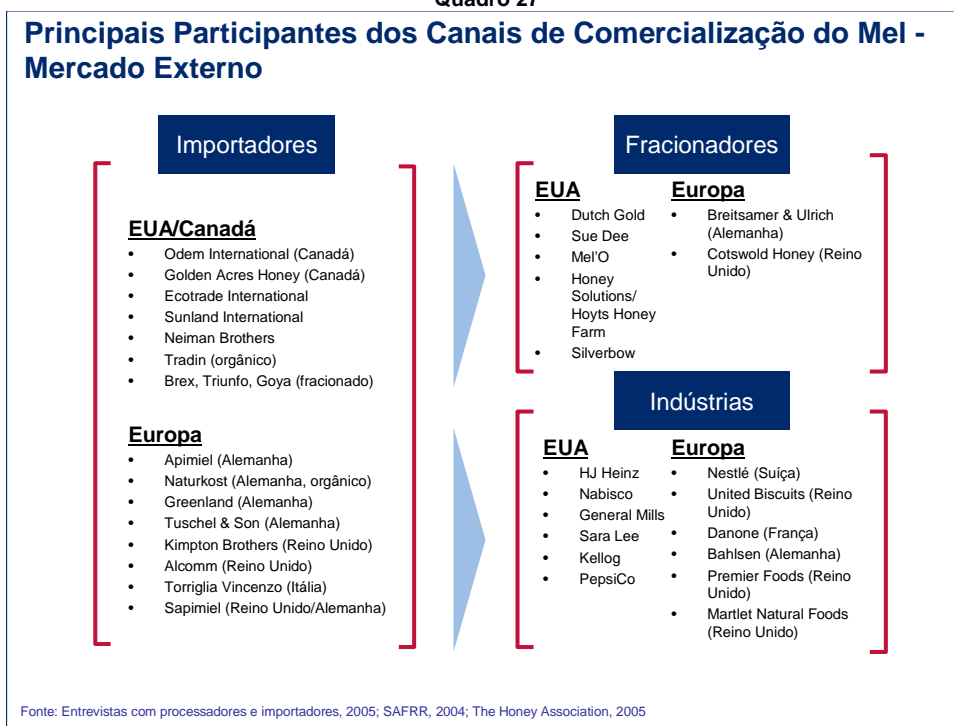 Quadro 27
Principais Participantes dos Canais de Comercialização do Mel -
Mercado Externo
Importadores
EUA/Canadá
• Odem International (Canadá)
• Golden Acres Honey (Canadá)
• Ecotrade International
• Sunland International
• Neiman Brothers
• Tradin (orgânico)
• Brex, Triunfo, Goya (fracionado)
Europa
• Apimiel (Alemanha)
• Naturkost (Alemanha, orgânico)
• Greenland (Alemanha)
• Tuschel & Son (Alemanha)
• Kimpton Brothers (Reino Unido)
• Alcomm (Reino Unido)
• Torriglia Vincenzo (Itália)
• Sapimiel (Reino Unido/Alemanha)
Fracionadores
EUA
• Dutch Gold
• Sue Dee
• Mel'O
• Honey
Solutions/
Hoyts Honey
Farm
• Silverbow
Europa
• Breitsamer & Ulrich
(Alemanha)
• Cotswold Honey (Reino
Unido)
Indústrias
EUA
• HJ Heinz
• Nabisco
• General Mills
• Sara Lee
• Kellog
• PepsiCo
Europa
• Nestlé (Suíça)
• United Biscuits (Reino
Unido)
• Danone (França)
• Bahlsen (Alemanha)
• Premier Foods (Reino
Unido)
• Martlet Natural Foods
(Reino Unido)
Fonte: Entrevistas com processadores e importadores, 2005; SAFRR, 2004; The Honey Association, 2005